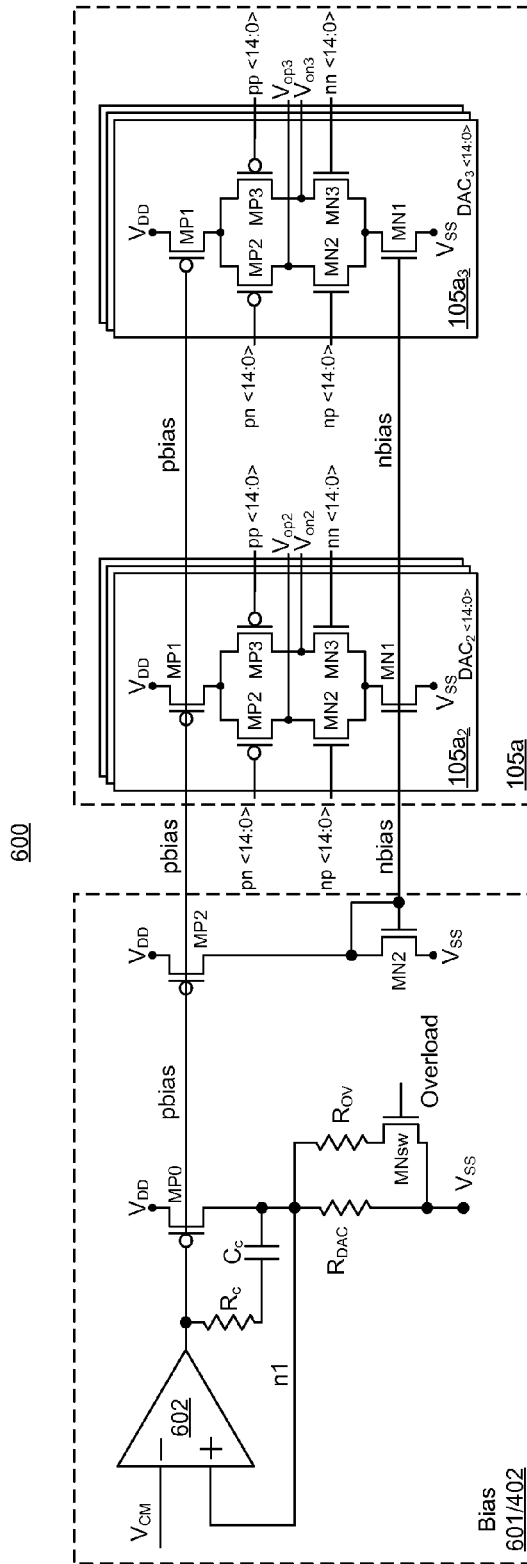 600
Bias
601/402
V_CM
602
−
+
n1
R_c
C_c
V_DD
MP0
pbias
R_DAC
R_OV
MNsw
Overload
V_SS
V_DD
MP2
MN2
V_SS
pbias
nbias
V_DD
MP1
pn <14:0>
MP2
MP3
pp <14:0>
V_op2
V_on2
np <14:0>
MN2
MN3
nn <14:0>
MN1
V_SS
DAC_2 <14:0>
105a_2
pbias
nbias
V_DD
MP1
pn <14:0>
MP2
MP3
pp <14:0>
V_op3
V_on3
np <14:0>
MN2
MN3
nn <14:0>
MN1
V_SS
DAC_3 <14:0>
105a_3
105a